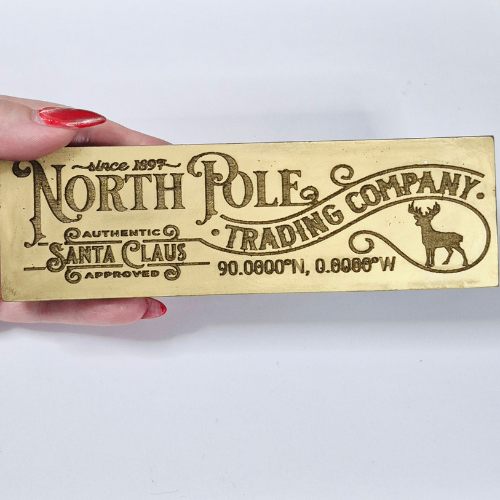 since 1897
NORTH POLE
TRADING COMPANY
AUTHENTIC
SANTA CLAUS
APPROVED
90.0000°N, 0.0000°W